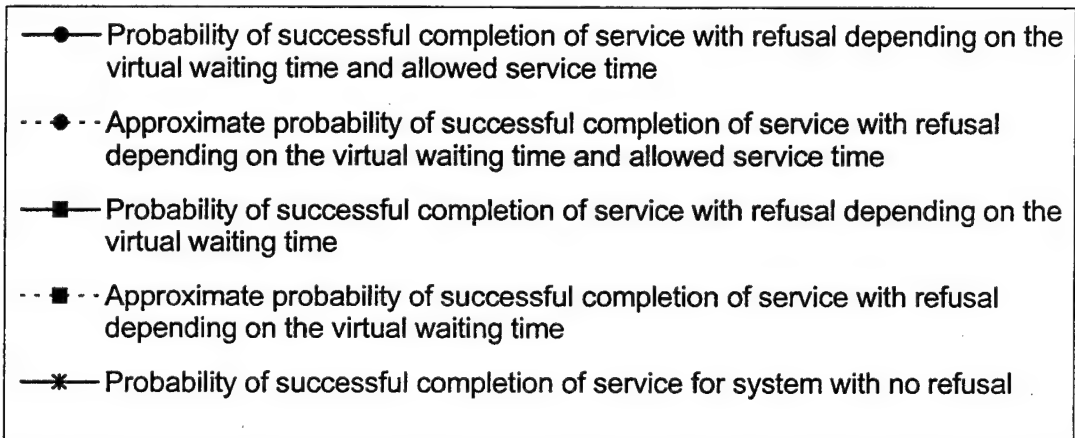 Probability of successful completion of service with refusal depending on the
virtual waiting time and allowed service time
Approximate probability of successful completion of service with refusal
depending on the virtual waiting time and allowed service time
Probability of successful completion of service with refusal depending on the
virtual waiting time
Approximate probability of successful completion of service with refusal
depending on the virtual waiting time
Probability of successful completion of service for system with no refusal